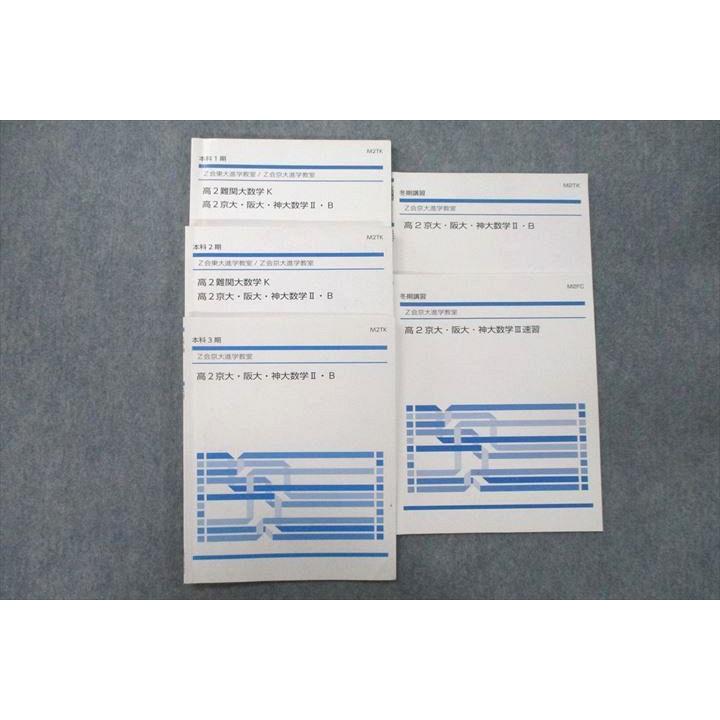 M2TK
本科1期
Z会東大進学教室/Z会京大進学教室
高2難関大数学K
高2京大・阪大・神大数学Ⅱ・B
M2TK
本科2期
Z会東大進学教室/Z会京大進学教室
高2難関大数学K
高2京大・阪大・神大数学Ⅱ・B
M2TK
本科3期
Z会京大進学教室
高2京大・阪大・神大数学Ⅱ・B
M2TK
冬期講習
Z会京大進学教室
高2京大・阪大・神大数学Ⅱ・B
M2FC
冬期講習
Z会京大進学教室
高2京大・阪大・神大数学Ⅲ速習